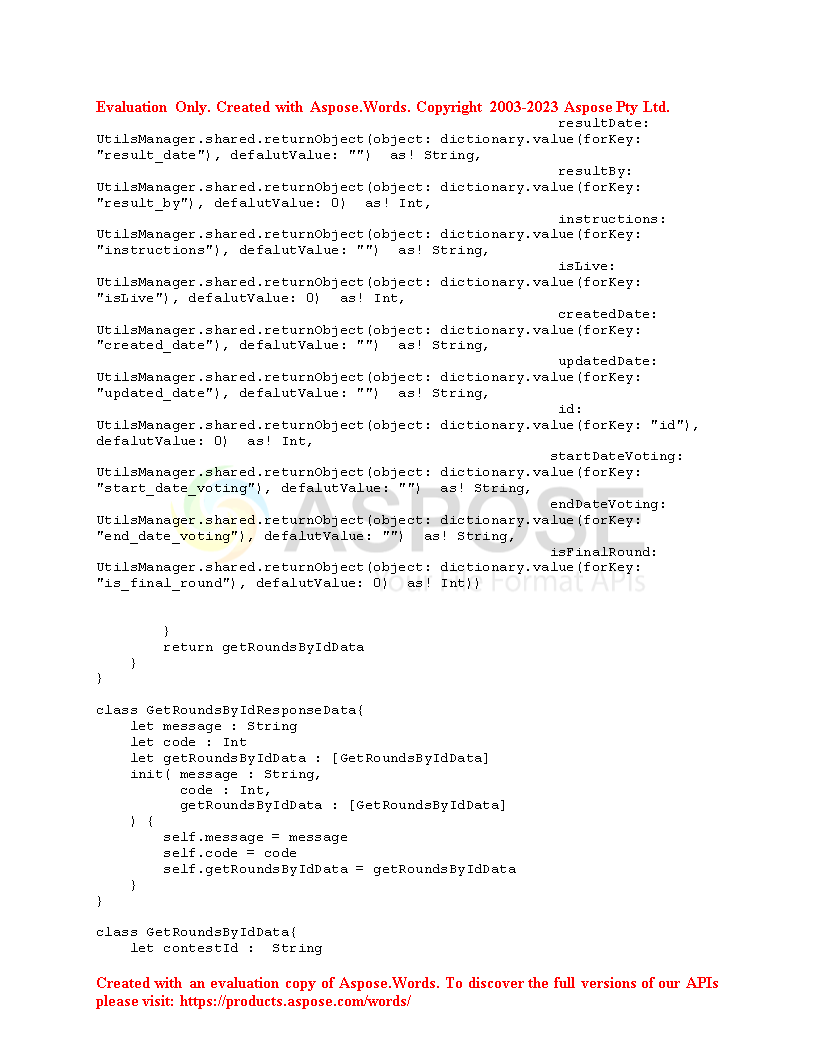 Evaluation Only. Created with Aspose.Words. Copyright 2003-2023 Aspose Pty Ltd.
resultDate:
UtilsManager.shared.returnObject(object: dictionary.value(forKey:
"result_date"), defalutValue: "")  as! String,
resultBy:
UtilsManager.shared.returnObject(object: dictionary.value(forKey:
"result_by"), defalutValue: 0)  as! Int,
instructions:
UtilsManager.shared.returnObject(object: dictionary.value(forKey:
"instructions"), defalutValue: "")  as! String,
isLive:
UtilsManager.shared.returnObject(object: dictionary.value(forKey:
"isLive"), defalutValue: 0)  as! Int,
createdDate:
UtilsManager.shared.returnObject(object: dictionary.value(forKey:
"created_date"), defalutValue: "")  as! String,
updatedDate:
UtilsManager.shared.returnObject(object: dictionary.value(forKey:
"updated_date"), defalutValue: "")  as! String,
id:
UtilsManager.shared.returnObject(object: dictionary.value(forKey: "id"),
defalutValue: 0)  as! Int,
startDateVoting:
UtilsManager.shared.returnObject(object: dictionary.value(forKey:
"start_date_voting"), defalutValue: "")  as! String,
endDateVoting:
UtilsManager.shared.returnObject(object: dictionary.value(forKey:
"end_date_voting"), defalutValue: "")  as! String,
isFinalRound:
UtilsManager.shared.returnObject(object: dictionary.value(forKey:
"is_final_round"), defalutValue: 0)  as! Int))
ASPOSE
Your File Format APIs
}
return getRoundsByIdData
}
}
class GetRoundsByIdResponseData{
let message : String
let code : Int
let getRoundsByIdData : [GetRoundsByIdData]
init( message : String,
code : Int,
getRoundsByIdData : [GetRoundsByIdData]
) {
self.message = message
self.code = code
self.getRoundsByIdData = getRoundsByIdData
}
}
class GetRoundsByIdData{
let contestId :  String
Created with an evaluation copy of Aspose.Words. To discover the full versions of our APIs
please visit: https://products.aspose.com/words/